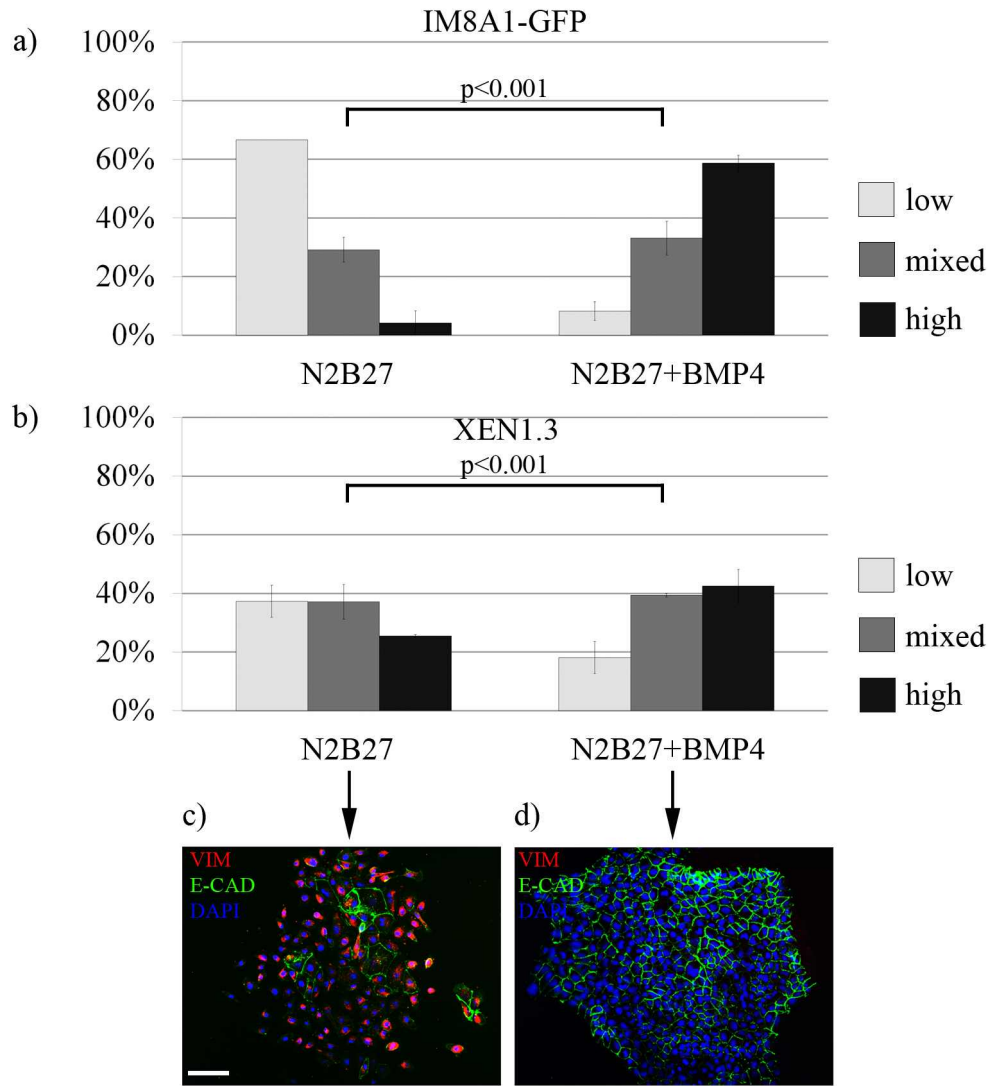 a)
IM8A1-GFP
100%
80%
60%
40%
20%
0%
p<0.001
low
mixed
high
N2B27 N2B27+BMP4
b)
XEN1.3
100%
80%
60%
40%
20%
0%
p<0.001
low
mixed
high
N2B27 N2B27+BMP4
c)
VIM
E-CAD
DAPI
d)
VIM
E-CAD
DAPI